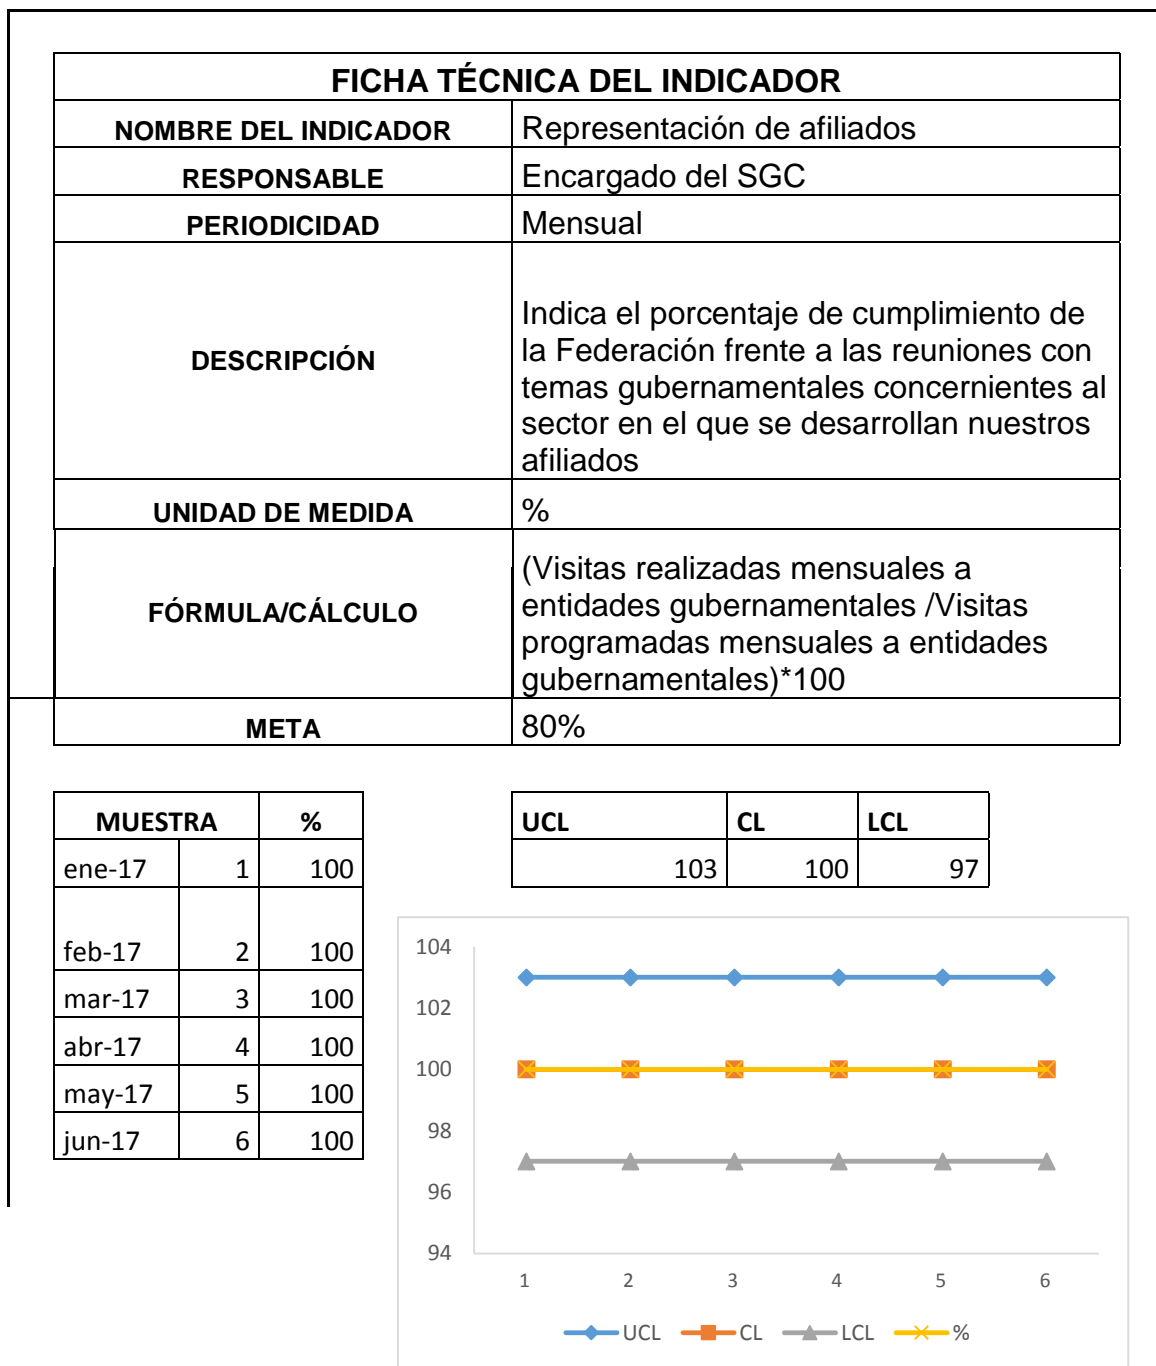 FICHA TÉCNICA DEL INDICADOR
NOMBRE DEL INDICADOR Representación de afiliados
RESPONSABLE Encargado del SGC
PERIODICIDAD Mensual
DESCRIPCIÓN
Indica el porcentaje de cumplimiento de
la Federación frente a las reuniones con
temas gubernamentales concernientes al
sector en el que se desarrollan nuestros
afiliados
UNIDAD DE MEDIDA %
FÓRMULA/CÁLCULO
(Visitas realizadas mensuales a
entidades gubernamentales /Visitas
programadas mensuales a entidades
gubernamentales)*100
META 80%
MUESTRA %
ene-17 1 100
feb-17 2 100
mar-17 3 100
abr-17 4 100
may-17 5 100
jun-17 6 100
UCL CL LCL
103 100 97
104
102
100
98
96
94
1 2 3 4 5 6
UCL CL LCL %